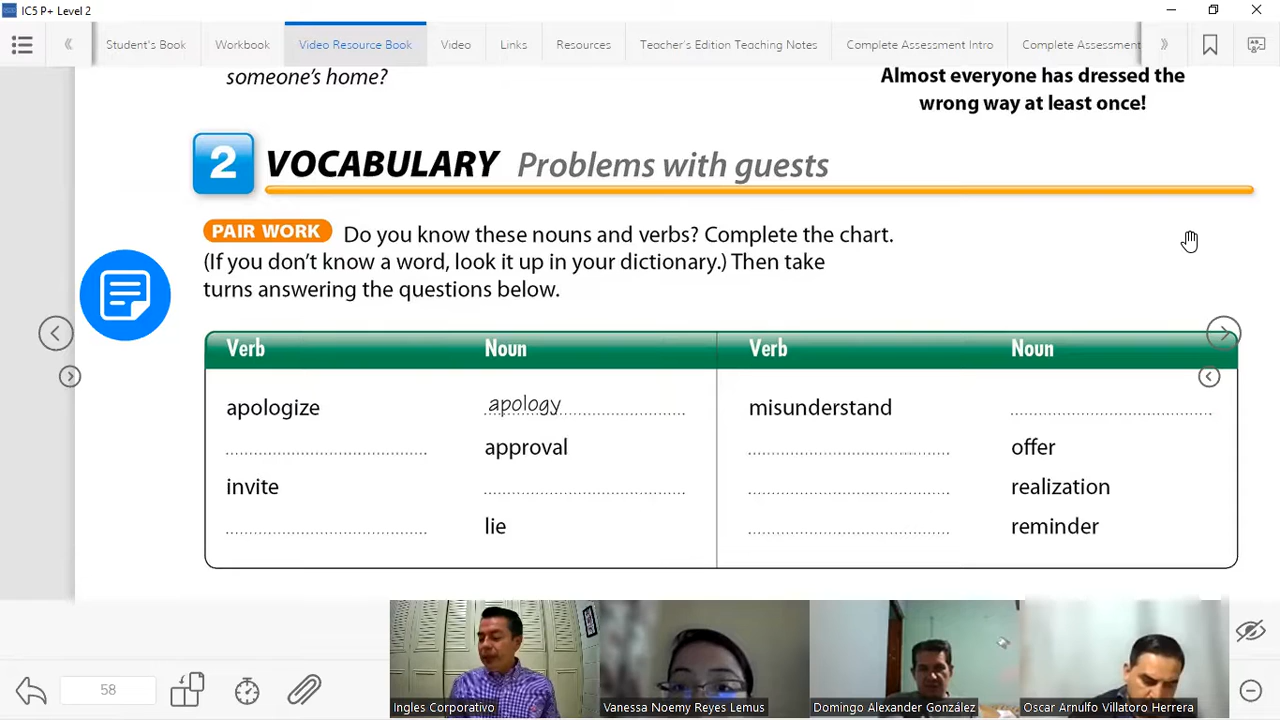 IC5 P+ Level 2
Student's Book Workbook Video Resource Book Video Links Resources Teacher's Edition Teaching Notes Complete Assessment Intro Complete Assessment
someone's home?
Almost everyone has dressed the
wrong way at least once!
2 VOCABULARY Problems with guests
PAIR WORK Do you know these nouns and verbs? Complete the chart.
(If you don't know a word, look it up in your dictionary.) Then take
turns answering the questions below.
Verb Noun Verb Noun
apologize apology misunderstand
approval offer
invite realization
lie reminder
58
Ingles Corporativo Vanessa Noemy Reyes Lemus Domingo Alexander González Oscar Arnulfo Villatoro Herrera